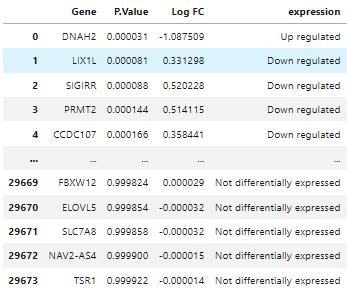 Gene P.Value Log FC expression
0 DNAH2 0.000031 -1.087509 Up regulated
1 LIX1L 0.000081 0.331298 Down regulated
2 SIGIRR 0.000088 0.520228 Down regulated
3 PRMT2 0.000144 0.514115 Down regulated
4 CCDC107 0.000166 0.358441 Down regulated
... ... ... ... ...
29669 FBXW12 0.999824 0.000029 Not differentially expressed
29670 ELOVL5 0.999854 -0.000032 Not differentially expressed
29671 SLC7A8 0.999858 -0.000032 Not differentially expressed
29672 NAV2-AS4 0.999900 -0.000015 Not differentially expressed
29673 TSR1 0.999922 -0.000014 Not differentially expressed